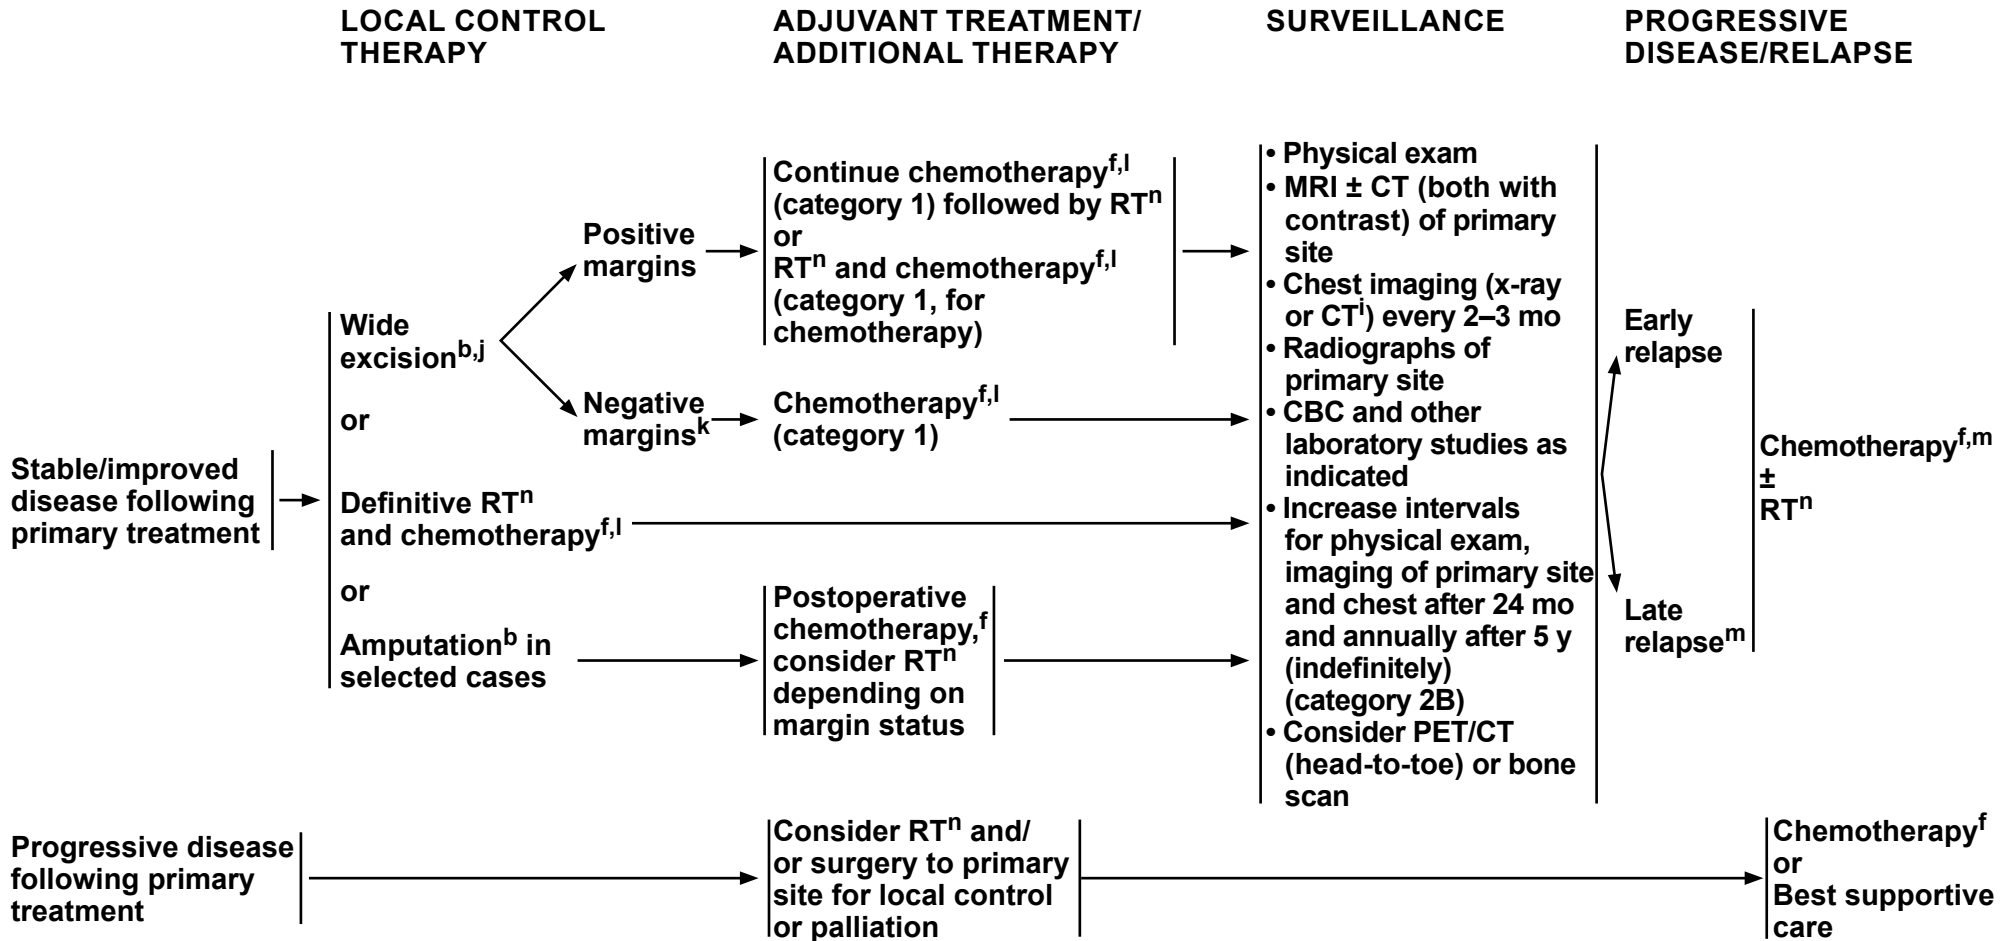 LOCAL CONTROL
THERAPY
ADJUVANT TREATMENT/
ADDITIONAL THERAPY
SURVEILLANCE
PROGRESSIVE
DISEASE/RELAPSE
Stable/improved
disease following
primary treatment
Wide
excisionb,j
or
Definitive RTn
and chemotherapyf,l
or
Amputationb in
selected cases
Positive
margins
Negative
marginsk
Continue chemotherapyf,l
(category 1) followed by RTn
or
RTn and chemotherapyf,l
(category 1, for
chemotherapy)
Chemotherapyf,l
(category 1)
Postoperative
chemotherapy,f
consider RTn
depending on
margin status
• Physical exam
• MRI ± CT (both with
contrast) of primary
site
• Chest imaging (x-ray
or CTi) every 2–3 mo
• Radiographs of
primary site
• CBC and other
laboratory studies as
indicated
• Increase intervals
for physical exam,
imaging of primary site
and chest after 24 mo
and annually after 5 y
(indefinitely)
(category 2B)
• Consider PET/CT
(head-to-toe) or bone
scan
Early
relapse
Late
relapsem
Chemotherapyf,m
±
RTn
Progressive disease
following primary
treatment
Consider RTn and/
or surgery to primary
site for local control
or palliation
Chemotherapyf
or
Best supportive
care